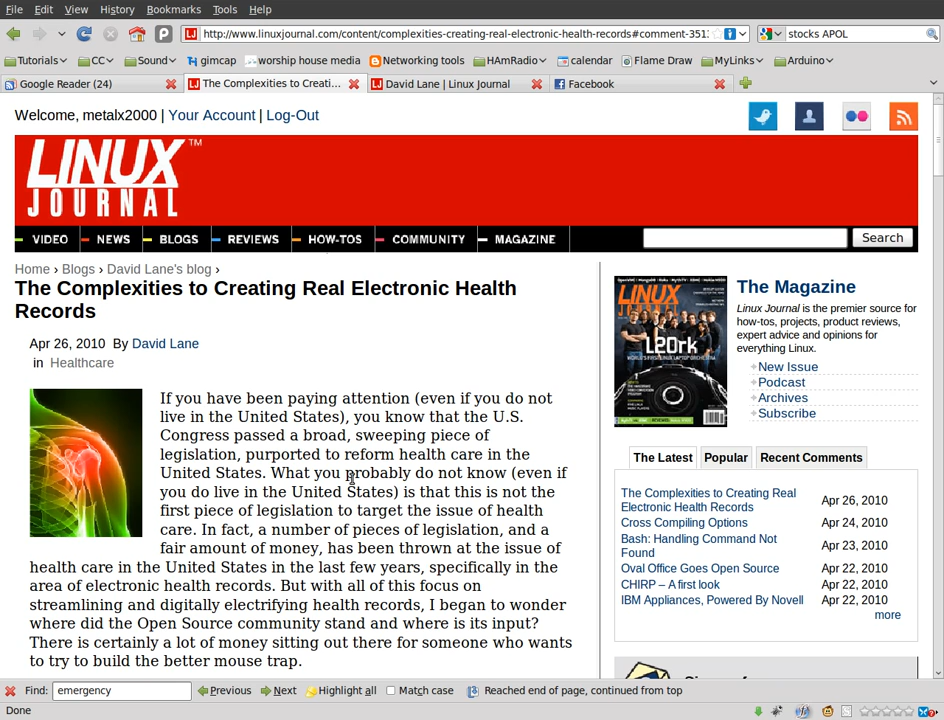 File Edit View History Bookmarks Tools Help
http://www.linuxjournal.com/content/complexities-creating-real-electronic-health-records#comment-351
stocks APOL
Tutorials CC Sound gimcap worship house media Networking tools HAmRadio calendar Flame Draw MyLinks Arduino
Google Reader (24) The Complexities to Creati... David Lane | Linux Journal Facebook
Welcome, metalx2000 | Your Account | Log-Out
LINUX TM
JOURNAL
VIDEO NEWS BLOGS REVIEWS HOW-TOS COMMUNITY MAGAZINE Search
Home › Blogs › David Lane's blog ›
The Complexities to Creating Real Electronic Health
Records
Apr 26, 2010 By David Lane
in Healthcare
If you have been paying attention (even if you do not
live in the United States), you know that the U.S.
Congress passed a broad, sweeping piece of
legislation, purported to reform health care in the
United States. What you probably do not know (even if
you do live in the United States) is that this is not the
first piece of legislation to target the issue of health
care. In fact, a number of pieces of legislation, and a
fair amount of money, has been thrown at the issue of
health care in the United States in the last few years, specifically in the
area of electronic health records. But with all of this focus on
streamlining and digitally electrifying health records, I began to wonder
where did the Open Source community stand and where is its input?
There is certainly a lot of money sitting out there for someone who wants
to try to build the better mouse trap.
LINUX
JOURNAL
L2Ork
WORLD'S FIRST LINUX LAPTOP ORCHESTRA
The Magazine
Linux Journal is the premier source for
how-tos, projects, product reviews,
expert advice and opinions for
everything Linux.
New Issue
Podcast
Archives
Subscribe
The Latest Popular Recent Comments
The Complexities to Creating Real
Electronic Health Records Apr 26, 2010
Cross Compiling Options Apr 24, 2010
Bash: Handling Command Not
Found Apr 23, 2010
Oval Office Goes Open Source Apr 22, 2010
CHIRP – A first look Apr 22, 2010
IBM Appliances, Powered By Novell Apr 22, 2010
more
Find: emergency Previous Next Highlight all Match case Reached end of page, continued from top
Done